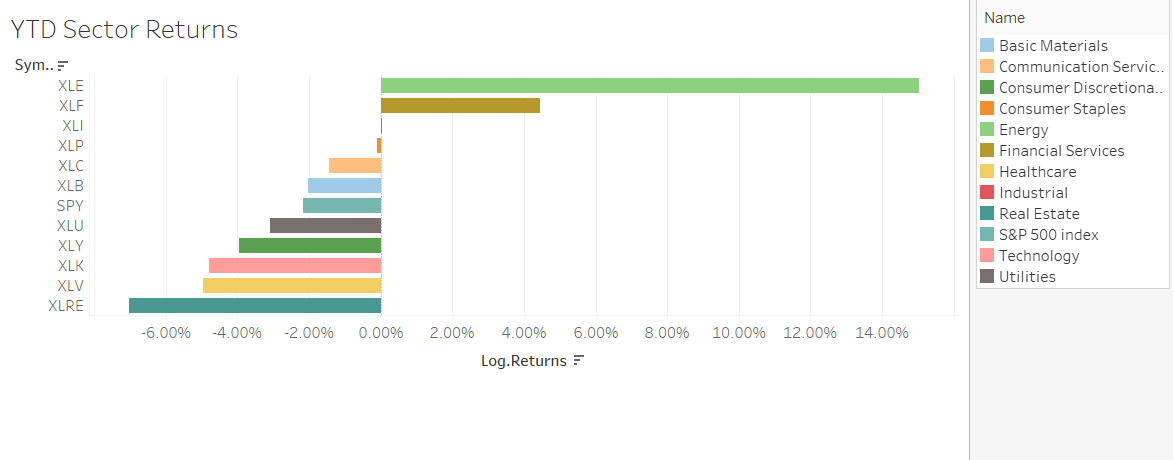 YTD Sector Returns
Sym..
XLE
XLF
XLI
XLP
XLC
XLB
SPY
XLU
XLY
XLK
XLV
XLRE
-6.00% -4.00% -2.00% 0.00% 2.00% 4.00% 6.00% 8.00% 10.00% 12.00% 14.00%
Log.Returns
Name
Basic Materials
Communication Servic..
Consumer Discretiona..
Consumer Staples
Energy
Financial Services
Healthcare
Industrial
Real Estate
S&P 500 index
Technology
Utilities